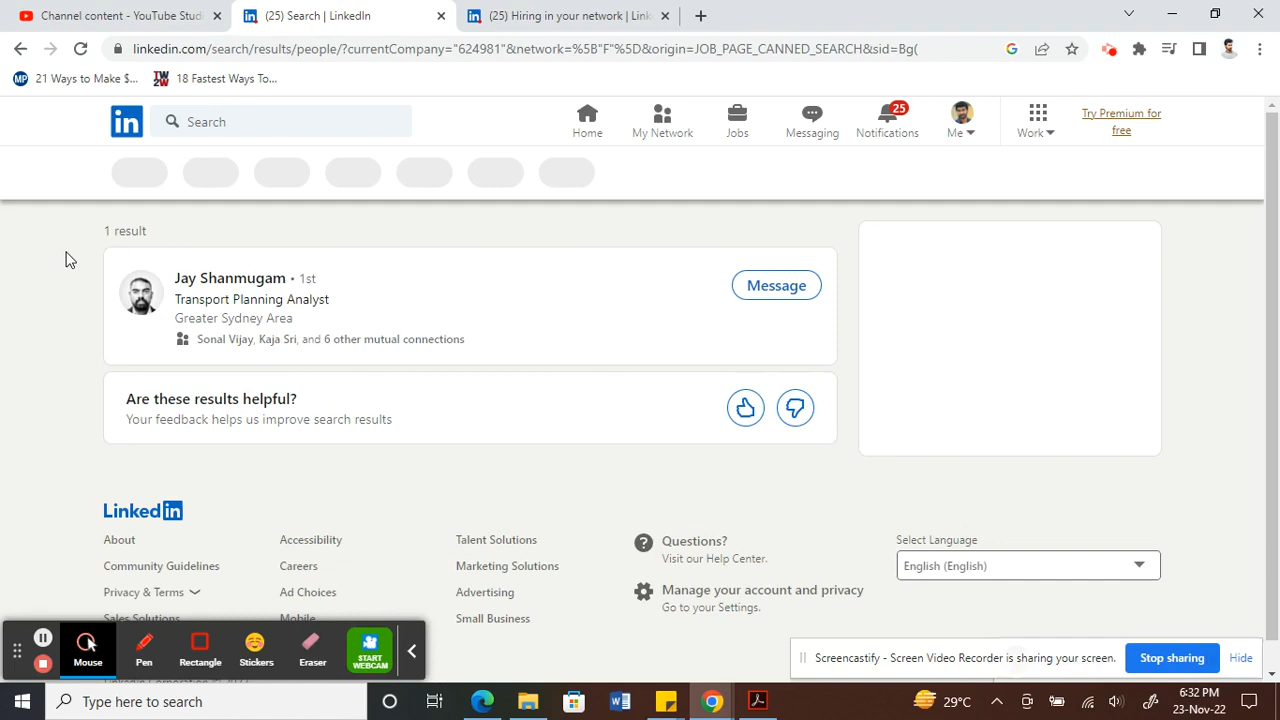 Channel content - YouTube Studi
(25) Search | LinkedIn
(25) Hiring in your network | Link
linkedin.com/search/results/people/?currentCompany="624981"&network=%5B"F"%5D&origin=JOB_PAGE_CANNED_SEARCH&sid=Bg(
MP
21 Ways to Make $...
18 Fastest Ways To...
in
Search
Home
My Network
Jobs
Messaging
25
Notifications
Me
Work
Try Premium for
free
1 result
Jay Shanmugam • 1st
Transport Planning Analyst
Greater Sydney Area
Sonal Vijay, Kaja Sri, and 6 other mutual connections
Message
Are these results helpful?
Your feedback helps us improve search results
Linkedin
About
Accessibility
Talent Solutions
Questions?
Visit our Help Center.
Select Language
English (English)
Community Guidelines
Careers
Marketing Solutions
Privacy & Terms
Ad Choices
Advertising
Manage your account and privacy
Go to your Settings.
Sales Solutions
Mobile
Small Business
Mouse
Pen
Rectangle
Stickers
Eraser
START
WEBCAM
Screencastify - Screen Video Recorder is sharing your screen.
Stop sharing
Hide
Type here to search
29°C
6:32 PM
23-Nov-22